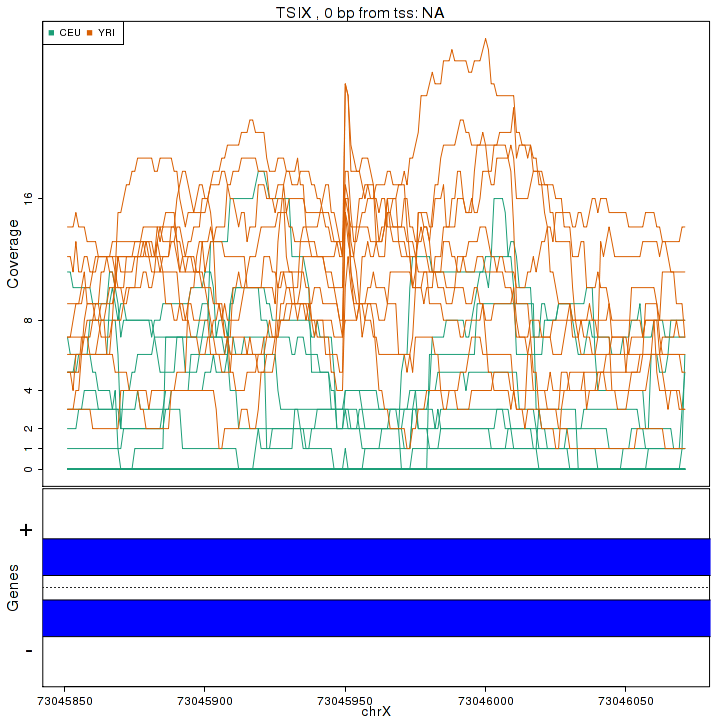 TSIX , 0 bp from tss: NA
CEU YRI
Coverage
16
8
4
2
1
0
Genes
+
-
73045850 73045900 73045950 73046000 73046050
chrX